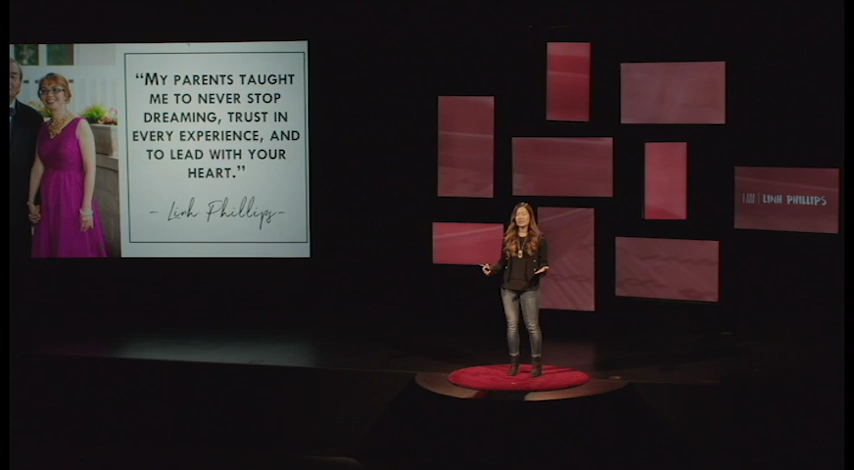 “MY PARENTS TAUGHT
ME TO NEVER STOP
DREAMING, TRUST IN
EVERY EXPERIENCE, AND
TO LEAD WITH YOUR
HEART.”
- Linh Phillips -
LINH PHILLIPS